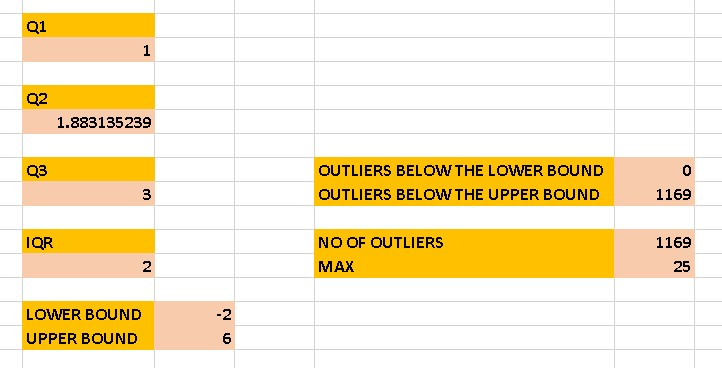 Q1
1
Q2
1.883135239
Q3
3
OUTLIERS BELOW THE LOWER BOUND 0
OUTLIERS BELOW THE UPPER BOUND 1169
IQR
2
NO OF OUTLIERS 1169
MAX 25
LOWER BOUND -2
UPPER BOUND 6